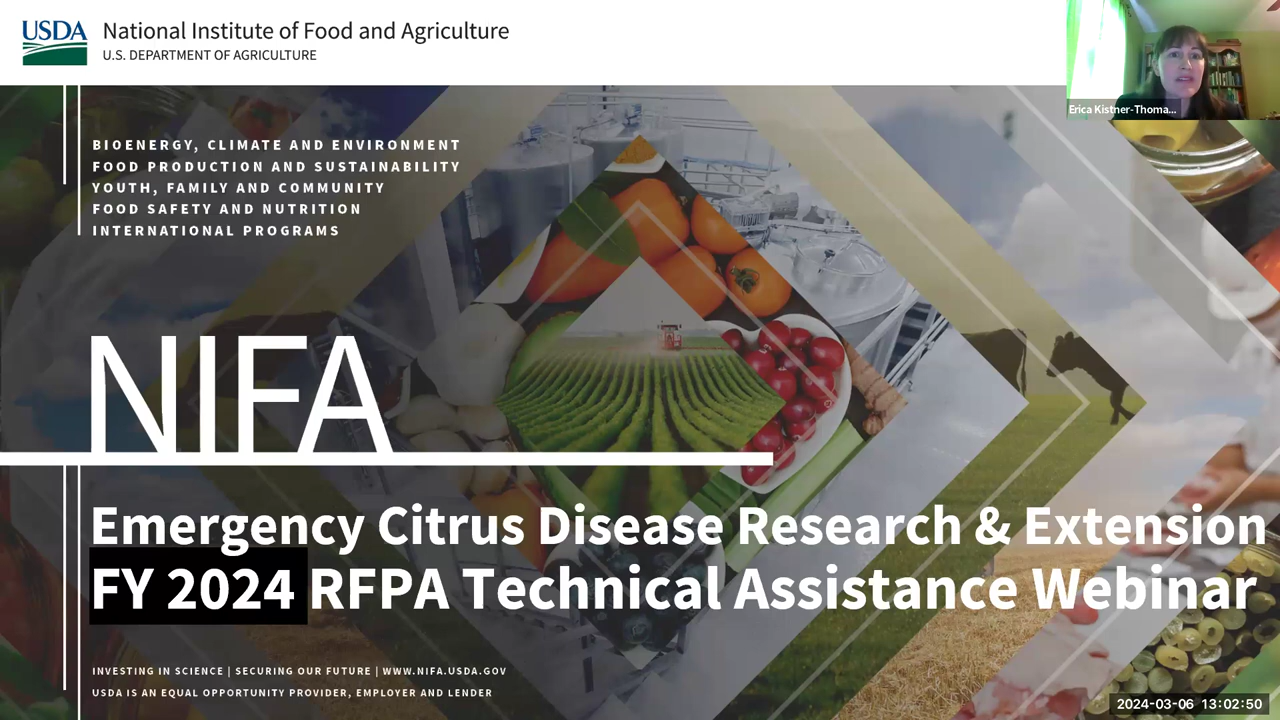 USDA
National Institute of Food and Agriculture
U.S. DEPARTMENT OF AGRICULTURE
Erica Kistner-Thoma...
BIOENERGY, CLIMATE AND ENVIRONMENT
FOOD PRODUCTION AND SUSTAINABILITY
YOUTH, FAMILY AND COMMUNITY
FOOD SAFETY AND NUTRITION
INTERNATIONAL PROGRAMS
NIFA
Emergency Citrus Disease Research & Extension
FY 2024 RFPA Technical Assistance Webinar
INVESTING IN SCIENCE | SECURING OUR FUTURE | WWW.NIFA.USDA.GOV
USDA IS AN EQUAL OPPORTUNITY PROVIDER, EMPLOYER AND LENDER
2024-03-06 13:02:50